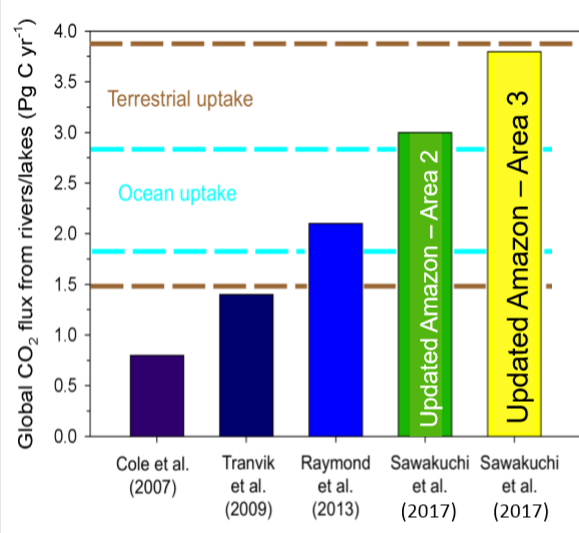 Global CO2 flux from rivers/lakes (Pg C yr-1)
4.0
3.5
3.0
2.5
2.0
1.5
1.0
0.5
0.0
Terrestrial uptake
Ocean uptake
Updated Amazon – Area 2
Updated Amazon – Area 3
Cole et al.
(2007)
Tranvik
et al.
(2009)
Raymond
et al.
(2013)
Sawakuchi
et al.
(2017)
Sawakuchi
et al.
(2017)